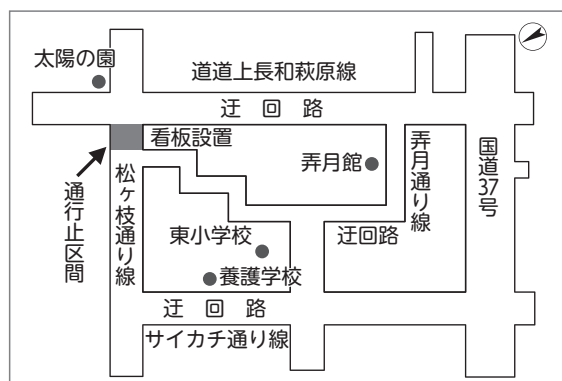 太陽の園
道道上長和萩原線
迂回路
看板設置
弄月館
弄月通り線
国道37号
通行止区間
松ヶ枝通り線
東小学校
迂回路
養護学校
迂回路
サイカチ通り線